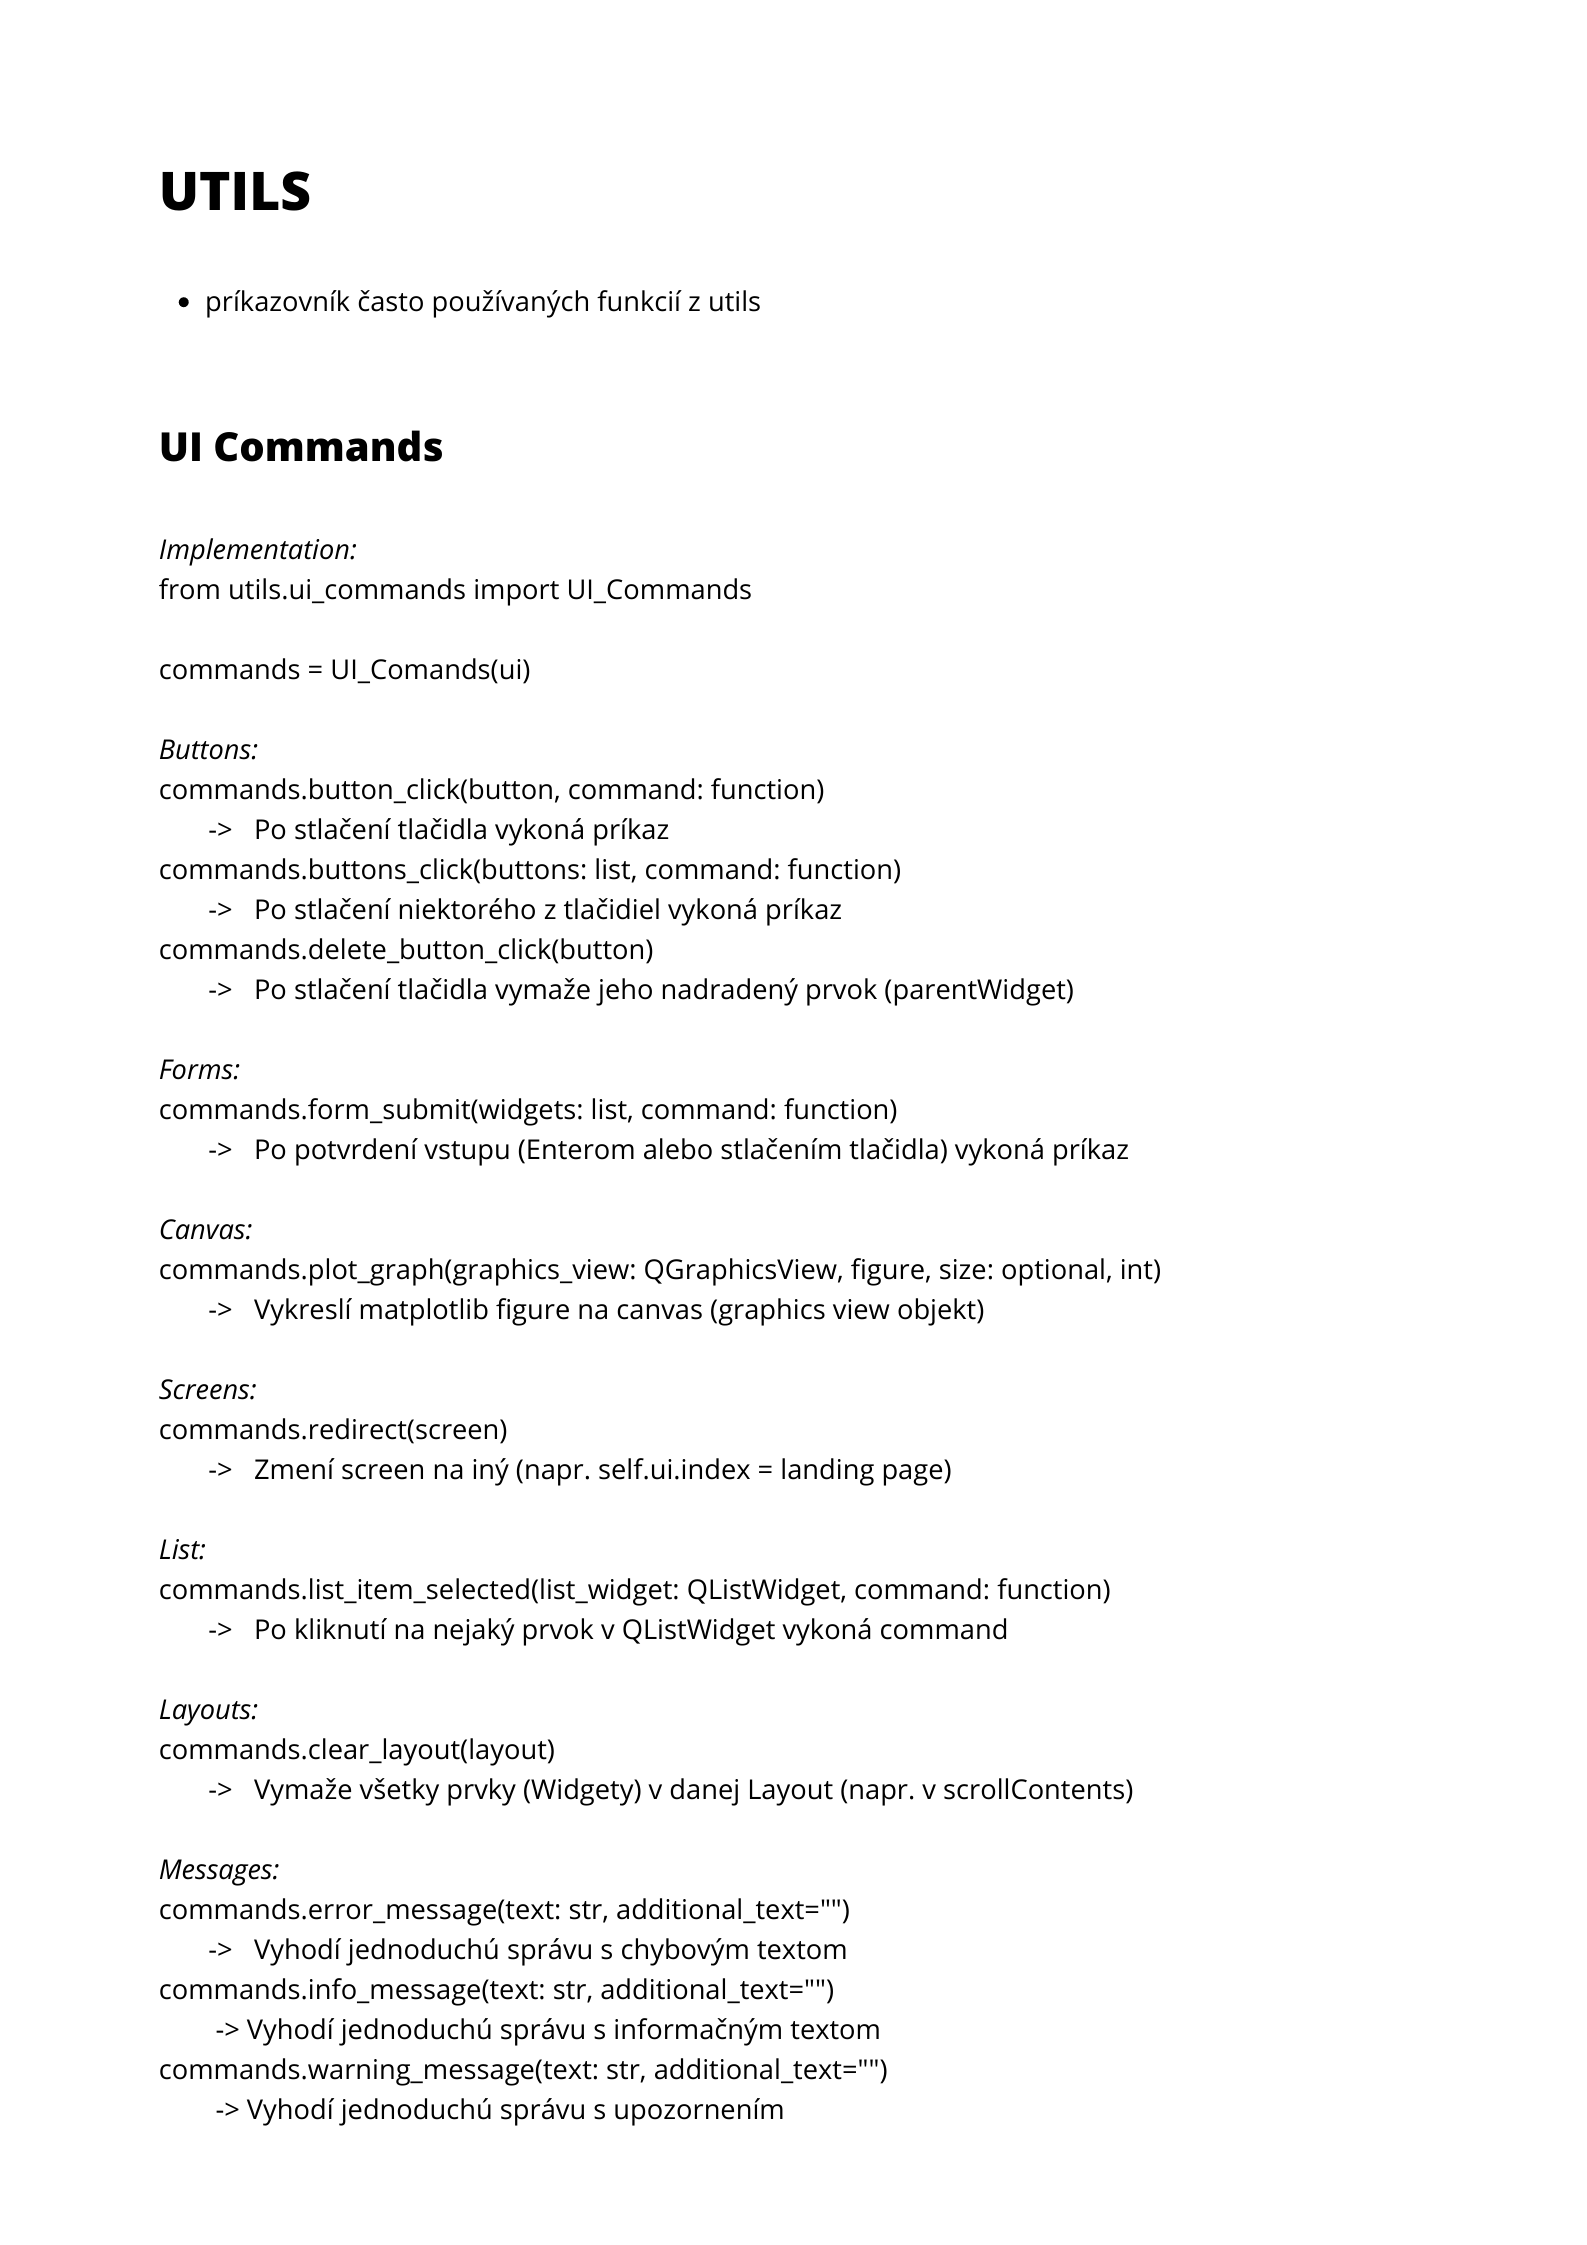 UTILS
• príkazovník často používaných funkcií z utils
UI Commands
Implementation:
from utils.ui_commands import UI_Commands
commands = UI_Comands(ui)
Buttons:
commands.button_click(button, command: function)
-> Po stlačení tlačidla vykoná príkaz
commands.buttons_click(buttons: list, command: function)
-> Po stlačení niektorého z tlačidiel vykoná príkaz
commands.delete_button_click(button)
-> Po stlačení tlačidla vymaže jeho nadradený prvok (parentWidget)
Forms:
commands.form_submit(widgets: list, command: function)
-> Po potvrdení vstupu (Enterom alebo stlačením tlačidla) vykoná príkaz
Canvas:
commands.plot_graph(graphics_view: QGraphicsView, figure, size: optional, int)
-> Vykreslí matplotlib figure na canvas (graphics view objekt)
Screens:
commands.redirect(screen)
-> Zmení screen na iný (napr. self.ui.index = landing page)
List:
commands.list_item_selected(list_widget: QListWidget, command: function)
-> Po kliknutí na nejaký prvok v QListWidget vykoná command
Layouts:
commands.clear_layout(layout)
-> Vymaže všetky prvky (Widgety) v danej Layout (napr. v scrollContents)
Messages:
commands.error_message(text: str, additional_text="")
-> Vyhodí jednoduchú správu s chybovým textom
commands.info_message(text: str, additional_text="")
-> Vyhodí jednoduchú správu s informačným textom
commands.warning_message(text: str, additional_text="")
-> Vyhodí jednoduchú správu s upozornením